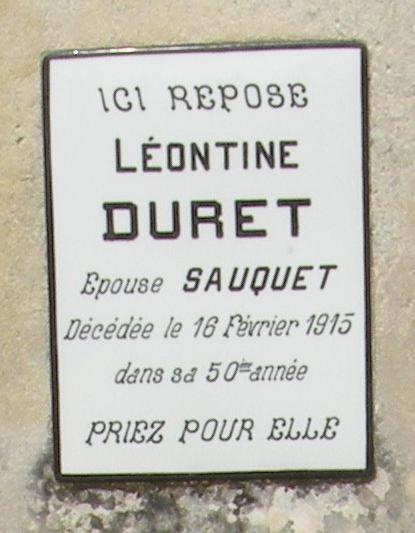 ICI REPOSE
LÉONTINE
DURET
Epouse SAUQUET
Décédée le 16 Février 1915
dans sa 50ème année
PRIEZ POUR ELLE